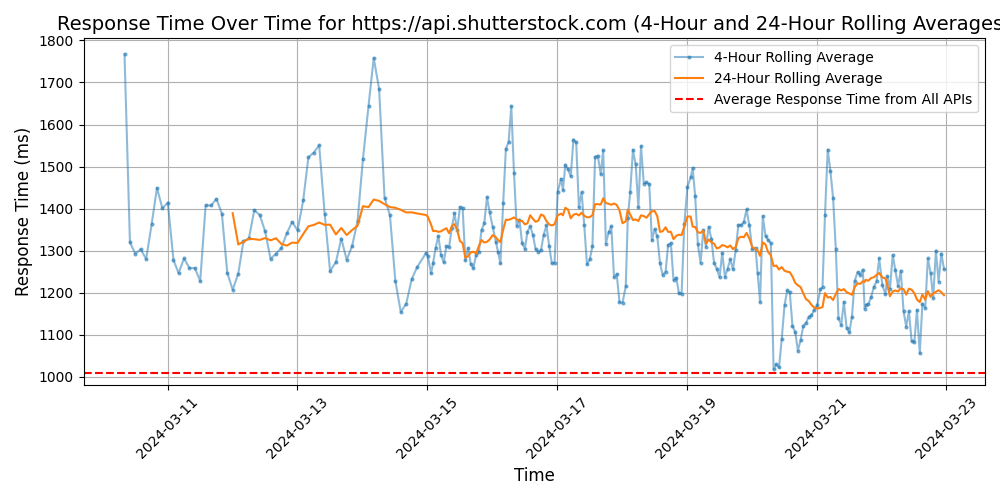 Response Time Over Time for https://api.shutterstock.com (4-Hour and 24-Hour Rolling Averages
1800
1700
1600
1500
1400
1300
1200
1100
1000
Response Time (ms)
4-Hour Rolling Average
24-Hour Rolling Average
Average Response Time from All APIs
2024-03-11
2024-03-13
2024-03-15
2024-03-17
2024-03-19
2024-03-21
2024-03-23
Time